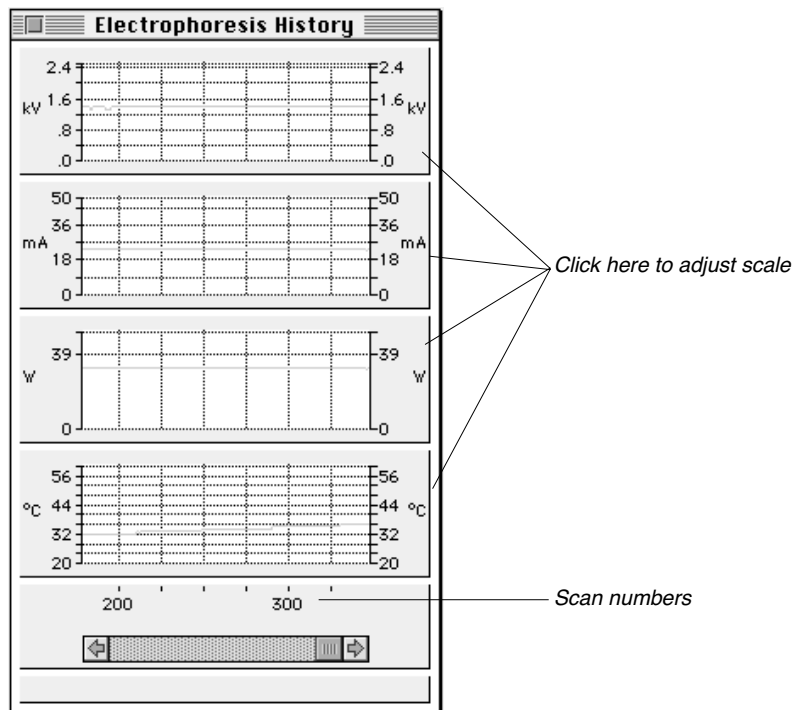 Electrophoresis History
2.4 2.4
kV 1.6 1.6 kV
.8 .8
.0 .0
50 50
36 36
mA mA
18 18
0 0
Click here to adjust scale
39 39
W W
0 0
56 56
°C 44 44 °C
32 32
20 20
200 300
Scan numbers